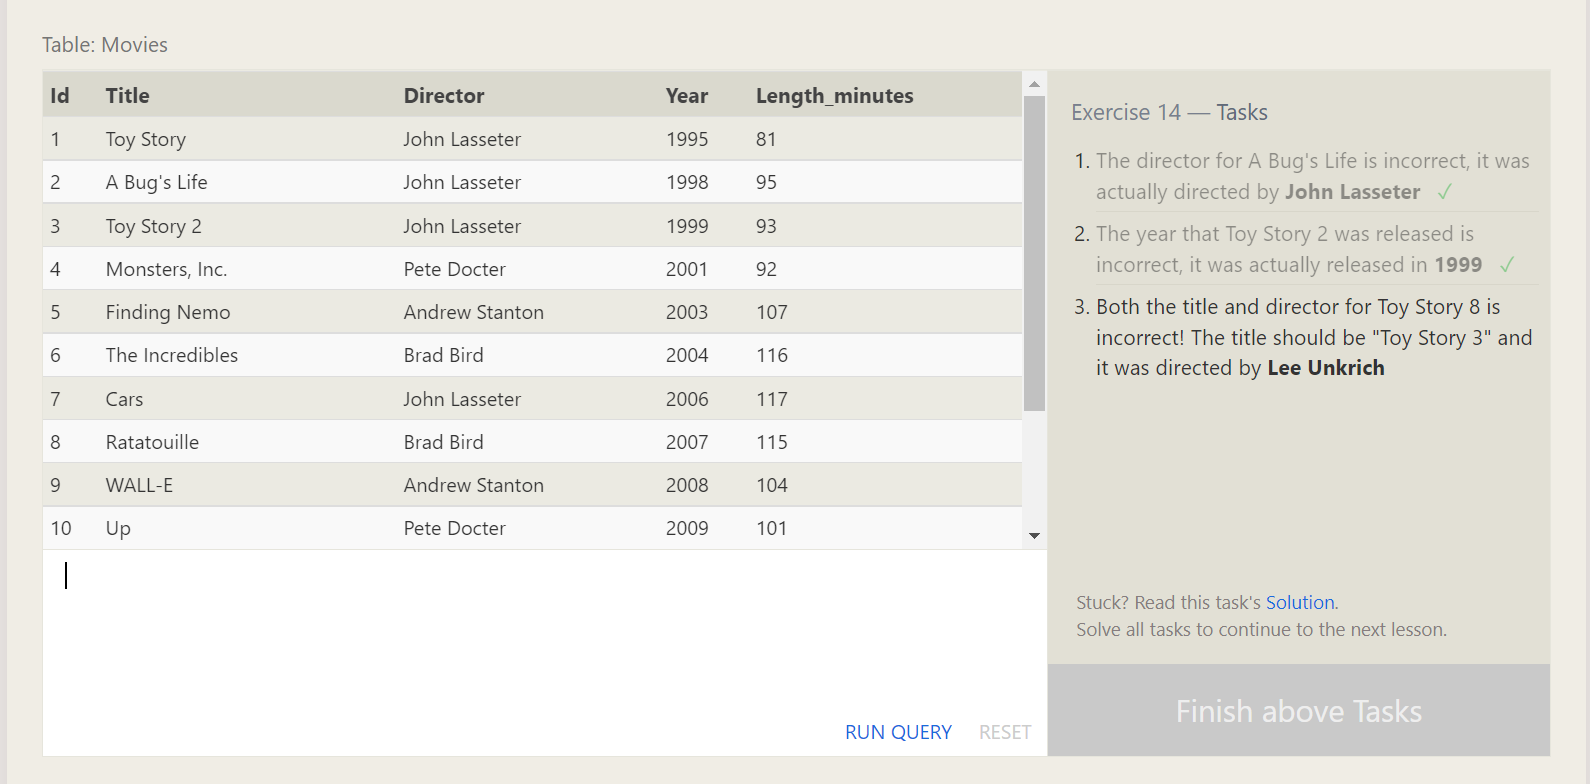 Table: Movies
Id Title Director Year Length_minutes
1 Toy Story John Lasseter 1995 81
2 A Bug's Life John Lasseter 1998 95
3 Toy Story 2 John Lasseter 1999 93
4 Monsters, Inc. Pete Docter 2001 92
5 Finding Nemo Andrew Stanton 2003 107
6 The Incredibles Brad Bird 2004 116
7 Cars John Lasseter 2006 117
8 Ratatouille Brad Bird 2007 115
9 WALL-E Andrew Stanton 2008 104
10 Up Pete Docter 2009 101
RUN QUERY RESET
Exercise 14 — Tasks
1. The director for A Bug's Life is incorrect, it was
actually directed by John Lasseter ✓
2. The year that Toy Story 2 was released is
incorrect, it was actually released in 1999 ✓
3. Both the title and director for Toy Story 8 is
incorrect! The title should be "Toy Story 3" and
it was directed by Lee Unkrich
Stuck? Read this task's Solution.
Solve all tasks to continue to the next lesson.
Finish above Tasks